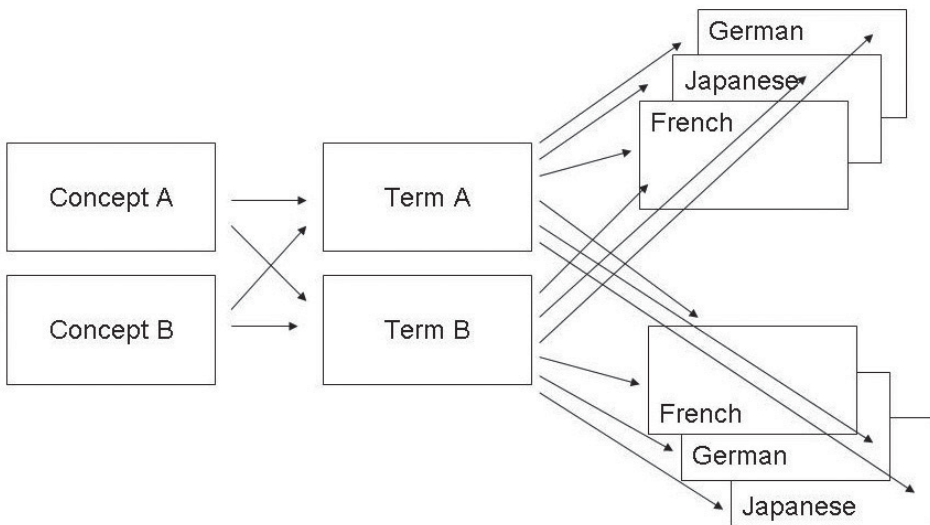 German
Japanese
French
Concept A
Term A
Concept B
Term B
French
German
Japanese